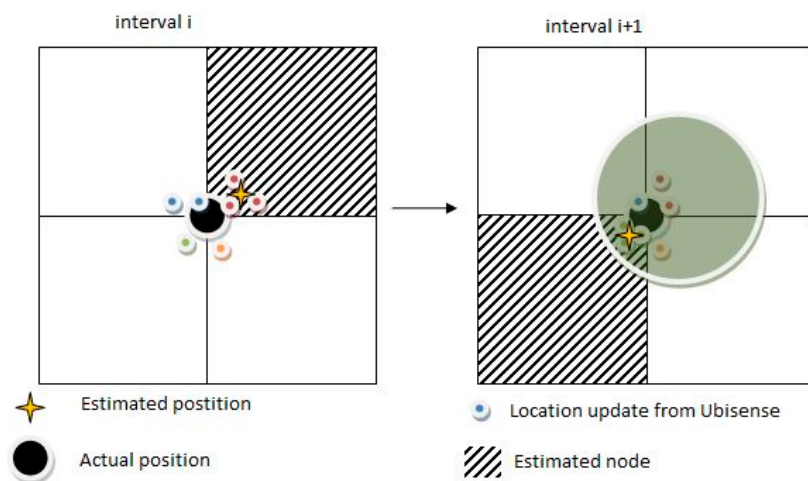 interval i
interval i+1
Estimated postition
Location update from Ubisense
Actual position
Estimated node